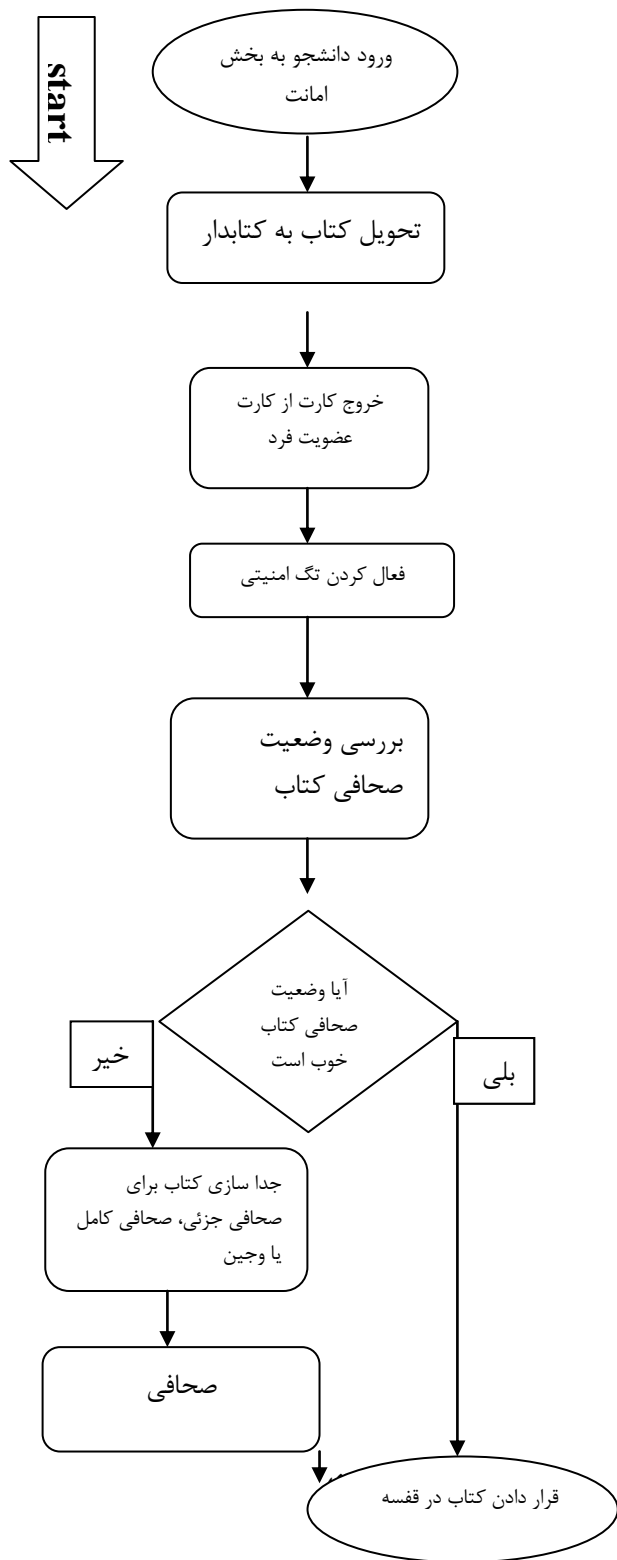 start
ورود دانشجو به بخش
امانت
تحویل کتاب به کتابدار
خروج کارت از کارت
عضویت فرد
فعال کردن تگ امنیتی
بررسی وضعیت
صحافی کتاب
آیا وضعیت
صحافی کتاب
خوب است
خیر
بلی
جدا سازی کتاب برای
صحافی جزئی، صحافی کامل
یا وجین
صحافی
قرار دادن کتاب در قفسه